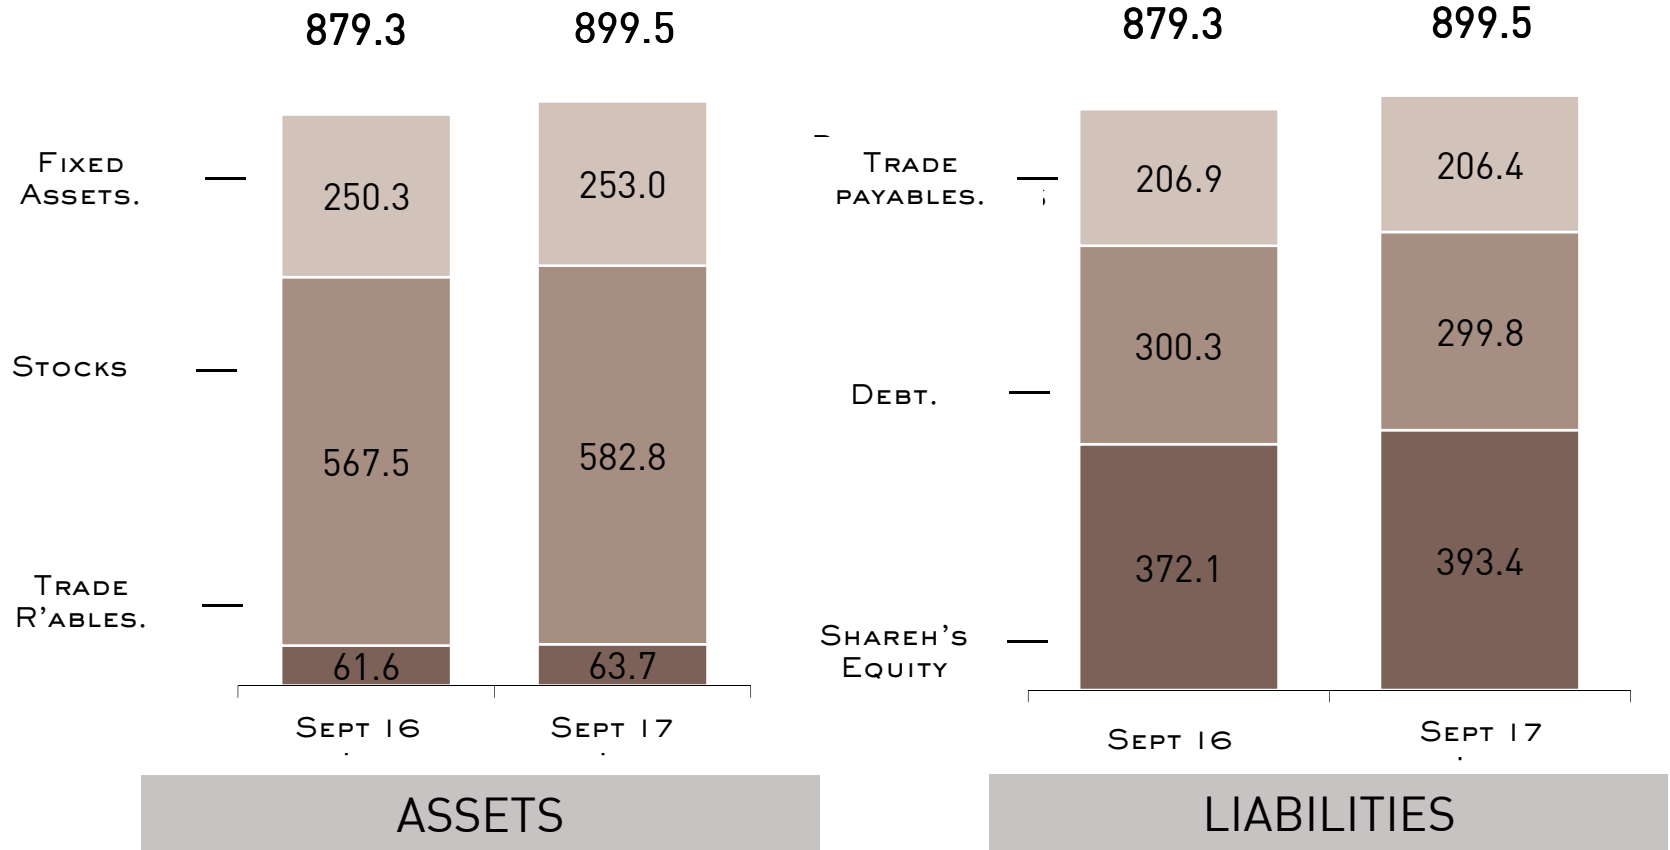 879.3 899.5
FIXED
ASSETS.
250.3 253.0
STOCKS
567.5 582.8
TRADE
R'ABLES.
61.6 63.7
SEPT 16 SEPT 17
ASSETS
879.3 899.5
TRADE
PAYABLES.
206.9 206.4
DEBT.
300.3 299.8
SHAREH'S
EQUITY
372.1 393.4
SEPT 16 SEPT 17
LIABILITIES